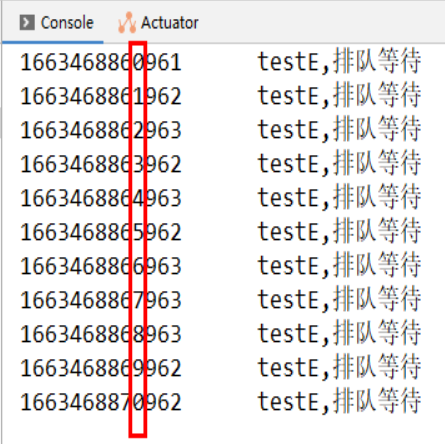 Console Actuator
1663468860961 testE,排队等待
1663468861962 testE,排队等待
1663468862963 testE,排队等待
1663468863962 testE,排队等待
1663468864963 testE,排队等待
1663468865962 testE,排队等待
1663468866963 testE,排队等待
1663468867963 testE,排队等待
1663468868963 testE,排队等待
1663468869962 testE,排队等待
1663468870962 testE,排队等待